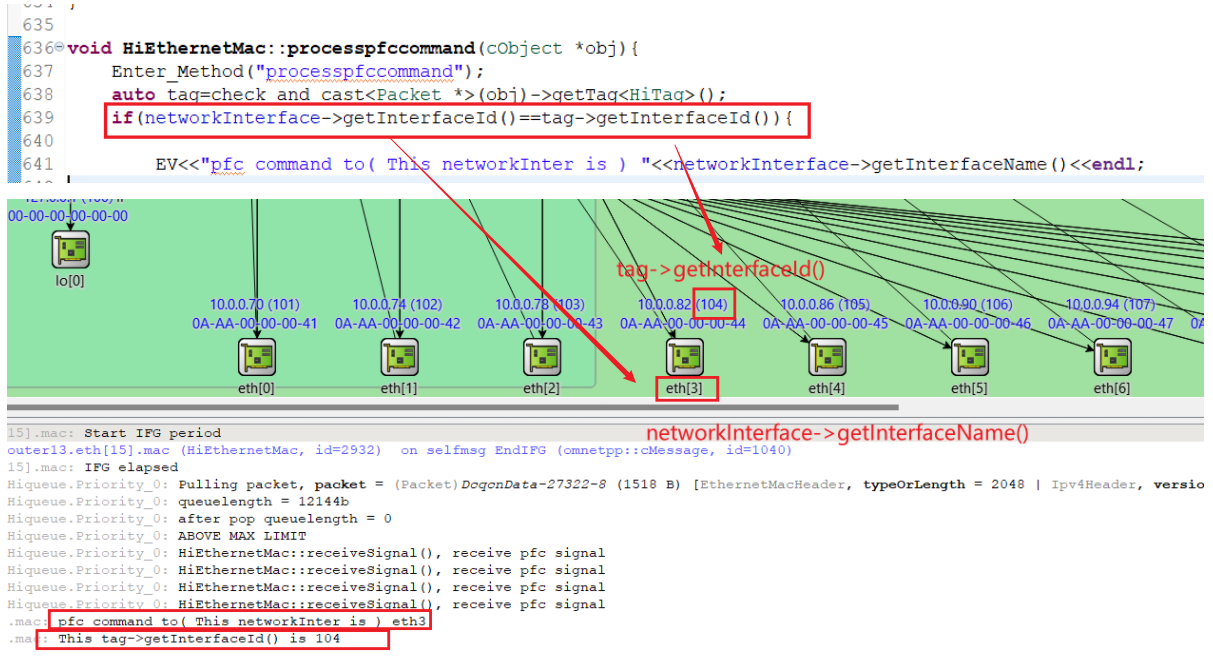 635
636 void HiEthernetMac::processpfccommand(cObject *obj){
637 Enter_Method("processpfccommand");
638 auto tag=check_and_cast<Packet *>(obj)->getTag<HiTag>();
639 if(networkInterface->getInterfaceId()==tag->getInterfaceId()){
640
641 EV<<"pfc command to( This networkInter is ) "<<networkInterface->getInterfaceName()<<endl;
00-00-00-00-00-00
lo[0]
tag->getInterfaceId()
10.0.0.70 (101) 10.0.0.74 (102) 10.0.0.78 (103) 10.0.0.82 (104) 10.0.0.86 (105) 10.0.0.90 (106) 10.0.0.94 (107)
0A-AA-00-00-00-41 0A-AA-00-00-00-42 0A-AA-00-00-00-43 0A-AA-00-00-00-44 0A-AA-00-00-00-45 0A-AA-00-00-00-46 0A-AA-00-00-00-47
eth[0] eth[1] eth[2] eth[3] eth[4] eth[5] eth[6]
networkInterface->getInterfaceName()
15].mac: Start IFG period
outer13.eth[15].mac (HiEthernetMac, id=2932) on selfmsg EndIFG (omnetpp::cMessage, id=1040)
15].mac: IFG elapsed
Hiqueue.Priority_0: Pulling packet, packet = (Packet)DcqcnData-27322-8 (1518 B) [EthernetMacHeader, typeOrLength = 2048 | Ipv4Header, versio
Hiqueue.Priority_0: queuelength = 12144b
Hiqueue.Priority_0: after pop queuelength = 0
Hiqueue.Priority_0: ABOVE MAX LIMIT
Hiqueue.Priority_0: HiEthernetMac::receiveSignal(), receive pfc signal
Hiqueue.Priority_0: HiEthernetMac::receiveSignal(), receive pfc signal
Hiqueue.Priority_0: HiEthernetMac::receiveSignal(), receive pfc signal
Hiqueue.Priority_0: HiEthernetMac::receiveSignal(), receive pfc signal
.mac: pfc command to( This networkInter is ) eth3
.mac: This tag->getInterfaceId() is 104